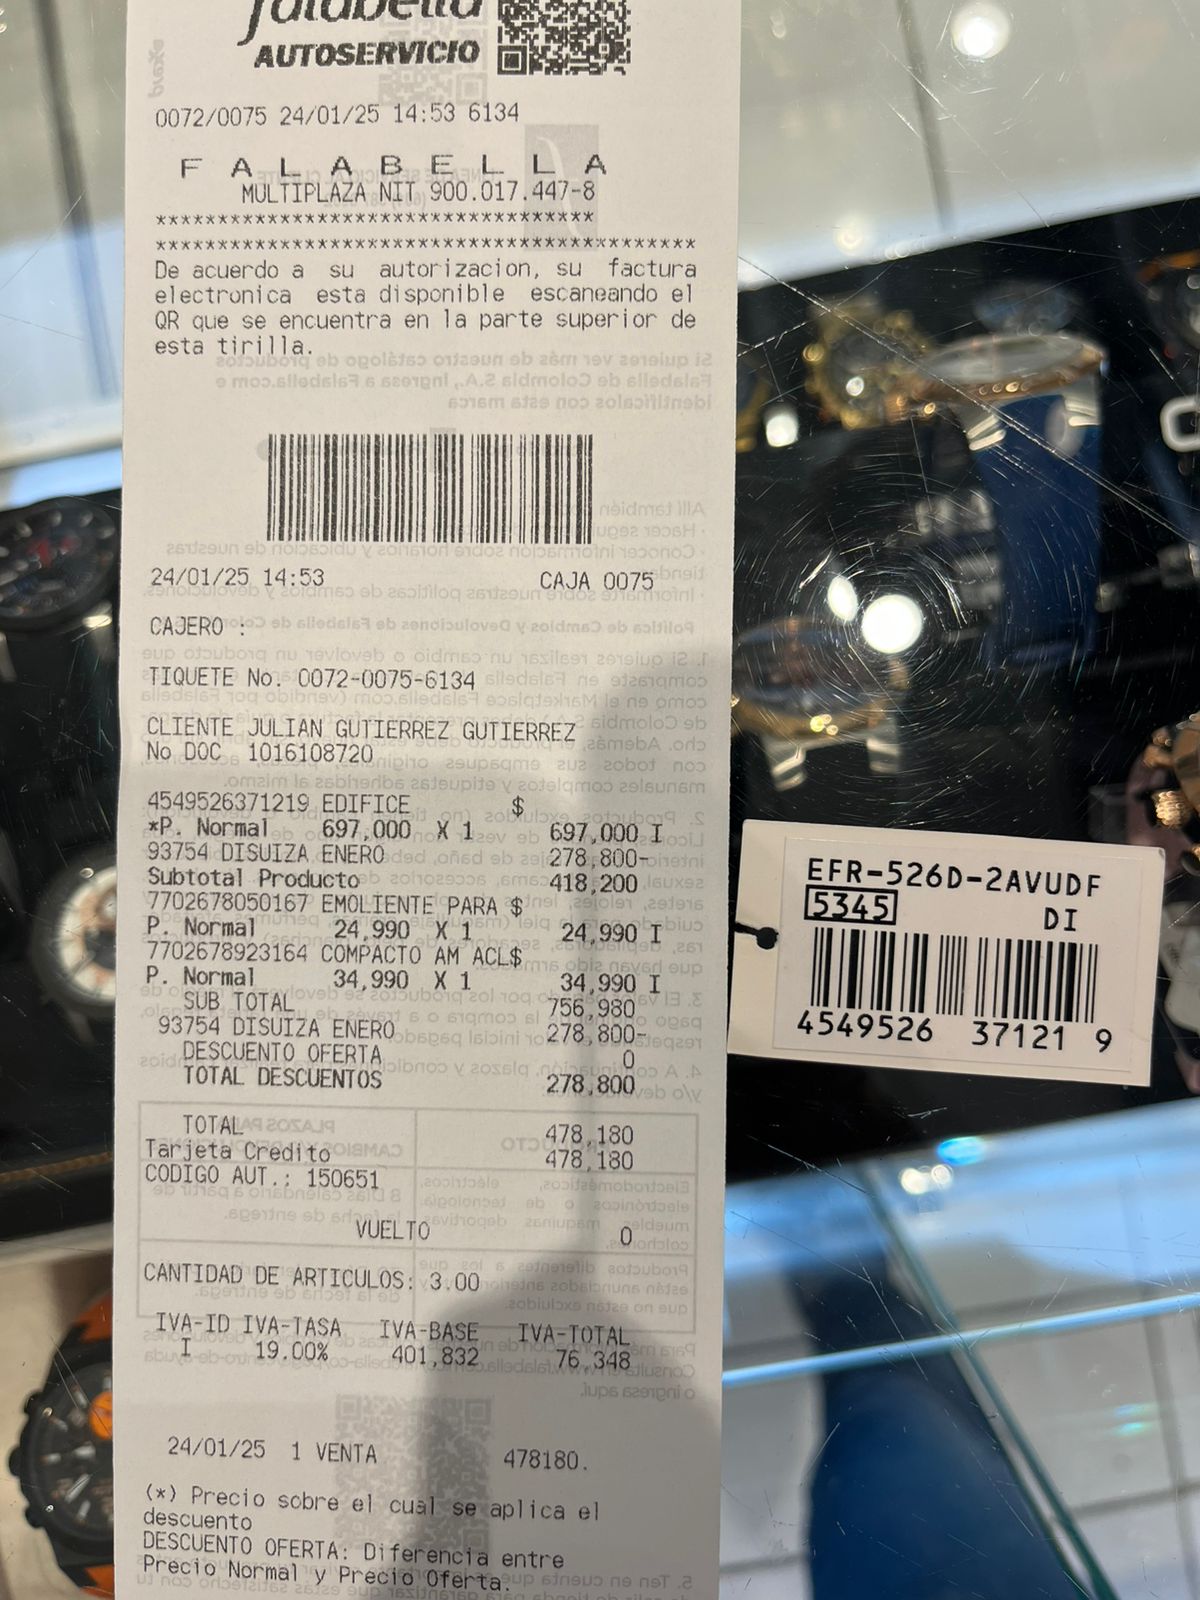 falabella
AUTOSERVICIO
0072/0075 24/01/25 14:53 6134
F A L A B E L L A
MULTIPLAZA NIT 900.017.447-8
***********************************
******************************************
De acuerdo a su autorizacion, su factura
electronica esta disponible escaneando el
QR que se encuentra en la parte superior de
esta tirilla.
24/01/25 14:53 CAJA 0075
CAJERO :
TIQUETE No. 0072-0075-6134
CLIENTE JULIAN GUTIERREZ GUTIERREZ
No DOC 1016108720
4549526371219 EDIFICE $
*P. Normal 697,000 X 1 697,000 I
93754 DISUIZA ENERO 278,800-
Subtotal Producto 418,200
7702678050167 EMOLIENTE PARA $
P. Normal 24,990 X 1 24,990 I
7702678923164 COMPACTO AM ACL$
P. Normal 34,990 X 1 34,990 I
SUB TOTAL 756,980
93754 DISUIZA ENERO 278,800-
DESCUENTO OFERTA 0
TOTAL DESCUENTOS 278,800
TOTAL 478,180
Tarjeta Credito 478,180
CODIGO AUT.: 150651
VUELTO 0
CANTIDAD DE ARTICULOS: 3.00
IVA-ID IVA-TASA IVA-BASE IVA-TOTAL
I 19.00% 401,832 76,348
24/01/25 1 VENTA 478180.
(*) Precio sobre el cual se aplica el
descuento
DESCUENTO OFERTA: Diferencia entre
Precio Normal y Precio Oferta.
EFR-526D-2AVUDF
5345 DI
4549526 37121 9